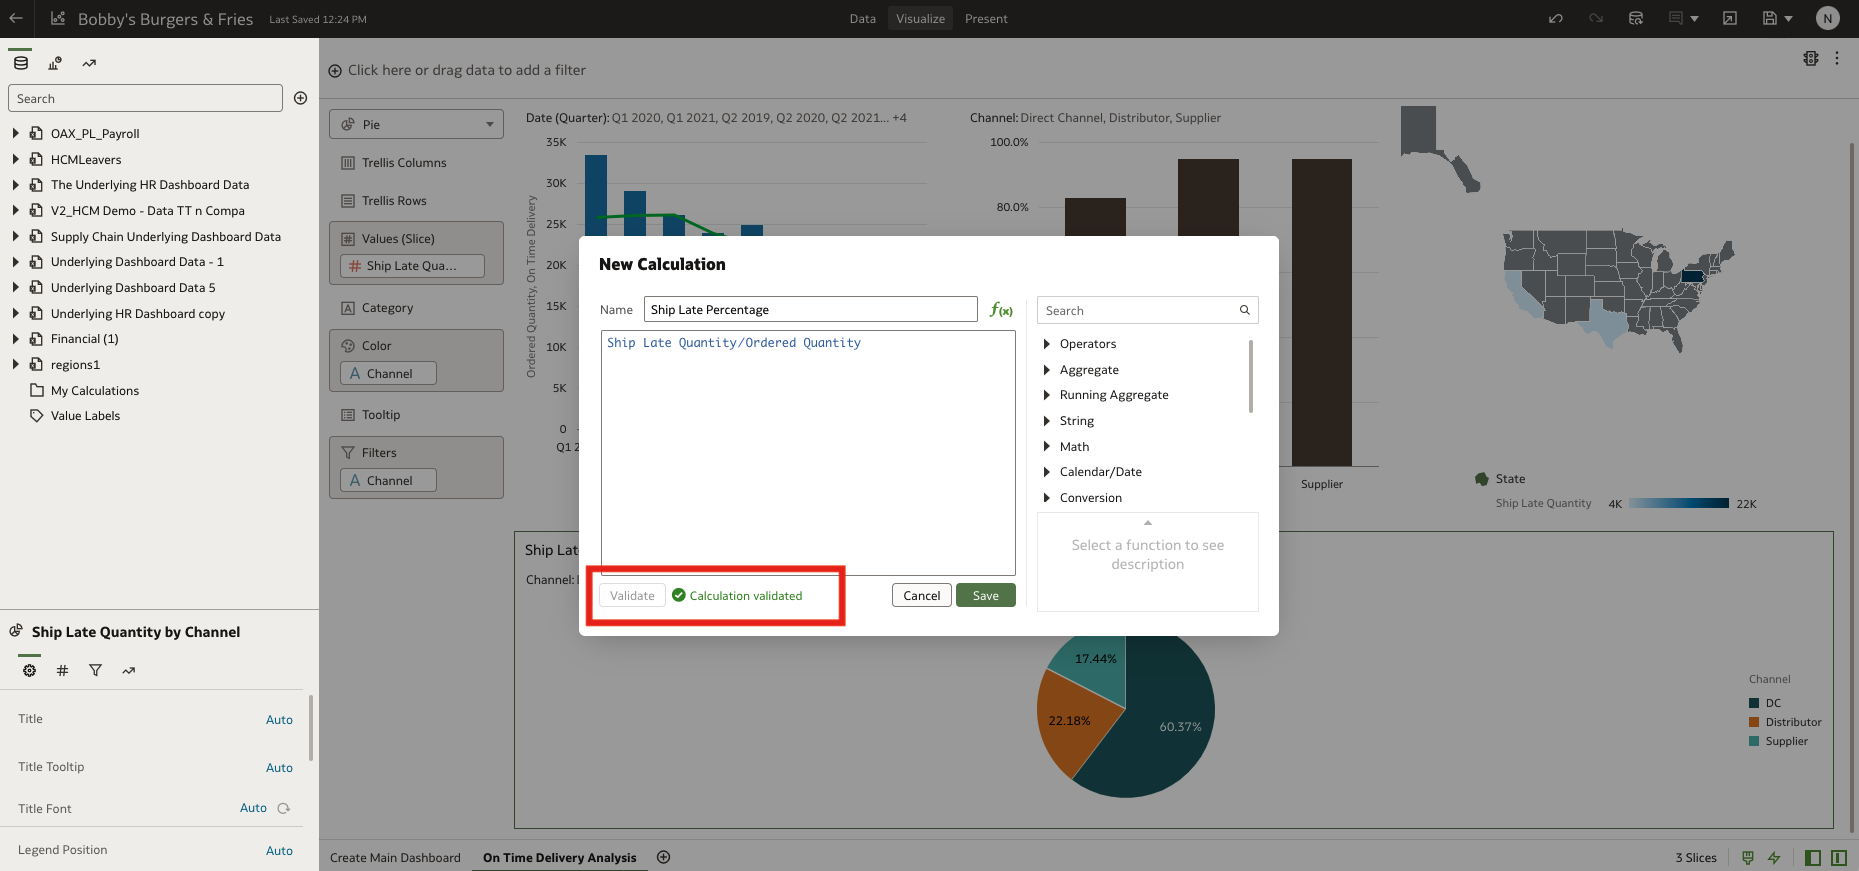 Bobby's Burgers & Fries
Last Saved 12:24 PM
Data
Visualize
Present
N
Search
OAX_PL_Payroll
HCMLeavers
The Underlying HR Dashboard Data
V2_HCM Demo - Data TT n Compa
Supply Chain Underlying Dashboard Data
Underlying Dashboard Data - 1
Underlying Dashboard Data 5
Underlying HR Dashboard copy
Financial (1)
regions1
My Calculations
Value Labels
Ship Late Quantity by Channel
Title
Auto
Title Tooltip
Auto
Title Font
Auto
Legend Position
Auto
Click here or drag data to add a filter
Pie
Trellis Columns
Trellis Rows
Values (Slice)
# Ship Late Qua...
Category
Color
A Channel
Tooltip
Filters
A Channel
Date (Quarter): Q1 2020, Q1 2021, Q2 2019, Q2 2020, Q2 2021... +4
35K
30K
25K
20K
15K
10K
5K
0
Q1 2
Ordered Quantity, On Time Delivery
Channel: Direct Channel, Distributor, Supplier
100.0%
80.0%
Supplier
State
Ship Late Quantity
4K
22K
New Calculation
Name
Ship Late Percentage
f(x)
Ship Late Quantity/Ordered Quantity
Validate
Calculation validated
Cancel
Save
Search
Operators
Aggregate
Running Aggregate
String
Math
Calendar/Date
Conversion
Select a function to see
description
Ship Lat
Channel:
17.44%
22.18%
60.37%
Channel
DC
Distributor
Supplier
Create Main Dashboard
On Time Delivery Analysis
3 Slices